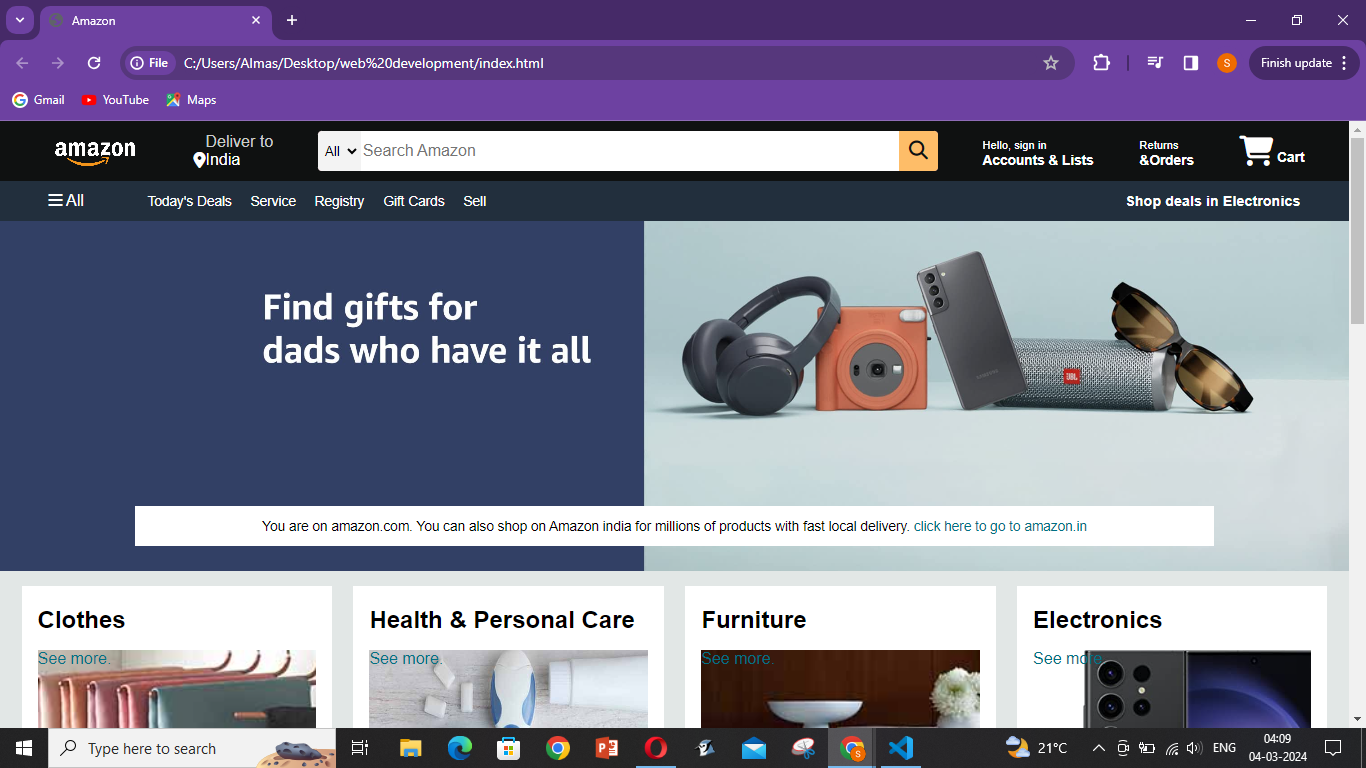 Amazon
File
C:/Users/Almas/Desktop/web%20development/index.html
S
Finish update
Gmail
YouTube
Maps
amazon
Deliver to
India
All
Search Amazon
Hello, sign in
Accounts & Lists
Returns
&Orders
Cart
All
Today's Deals
Service
Registry
Gift Cards
Sell
Shop deals in Electronics
Find gifts for
dads who have it all
SAMSUNG
JBL
You are on amazon.com. You can also shop on Amazon india for millions of products with fast local delivery. click here to go to amazon.in
Clothes
Health & Personal Care
Furniture
Electronics
See more.
See more.
See more.
See more.
Type here to search
S
21°C
ENG
04:09
04-03-2024